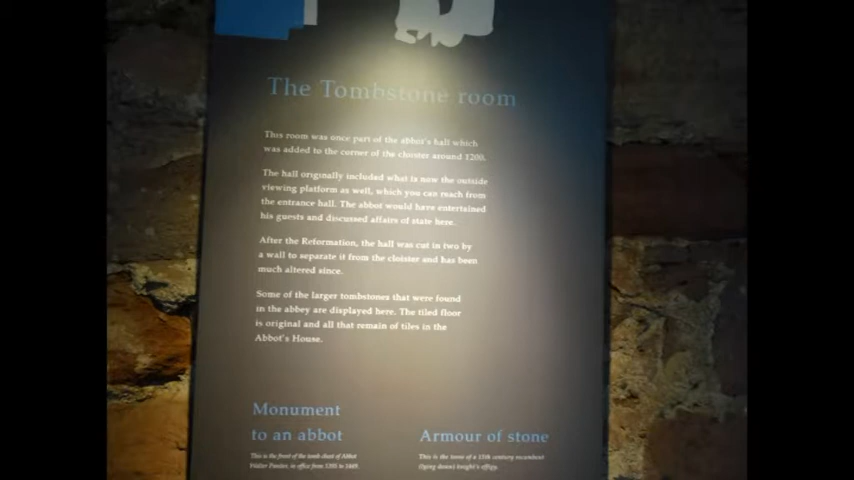 The Tombstone room
This room was once part of the abbot's hall which
was added to the corner of the cloister around 1200.
The hall originally included what is now the outside
viewing platform as well, which you can reach from
the entrance hall. The abbot would have entertained
his guests and discussed affairs of state here.
After the Reformation, the hall was cut in two by
a wall to separate it from the cloister and has been
much altered since.
Some of the larger tombstones that were found
in the abbey are displayed here. The tiled floor
is original and all that remain of tiles in the
Abbot's House.
Monument
to an abbot
Armour of stone
This is the front of the tomb chest of Abbot
in office from
This is the torso of a 15th century recumbent
(lying down) knight's effigy.